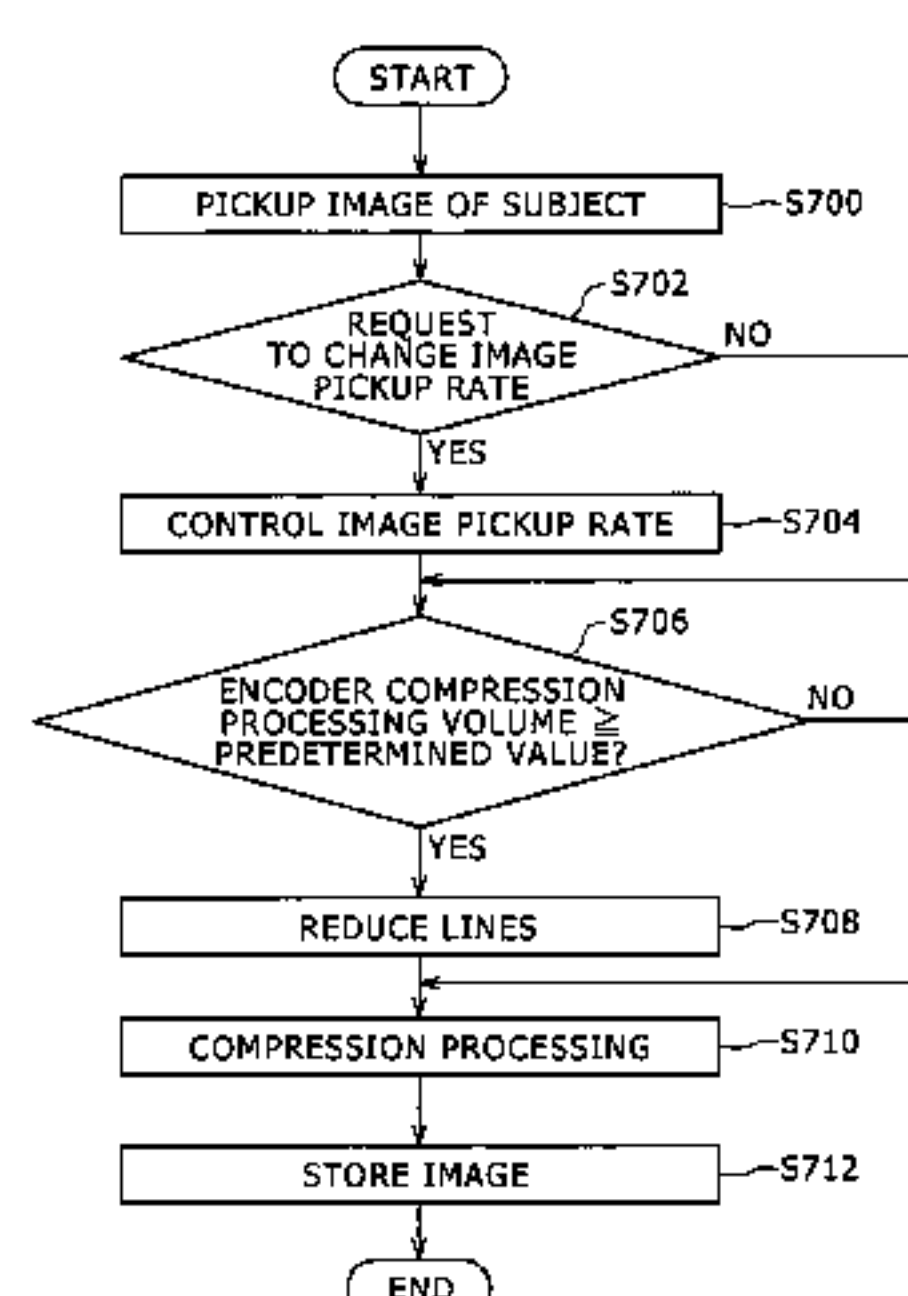 START
PICKUP IMAGE OF SUBJECT
S700
S702
REQUEST
TO CHANGE IMAGE
PICKUP RATE
NO
YES
CONTROL IMAGE PICKUP RATE
S704
S706
ENCODER COMPRESSION
PROCESSING VOLUME ≧
PREDETERMINED VALUE?
NO
YES
REDUCE LINES
S708
COMPRESSION PROCESSING
S710
STORE IMAGE
S712
END